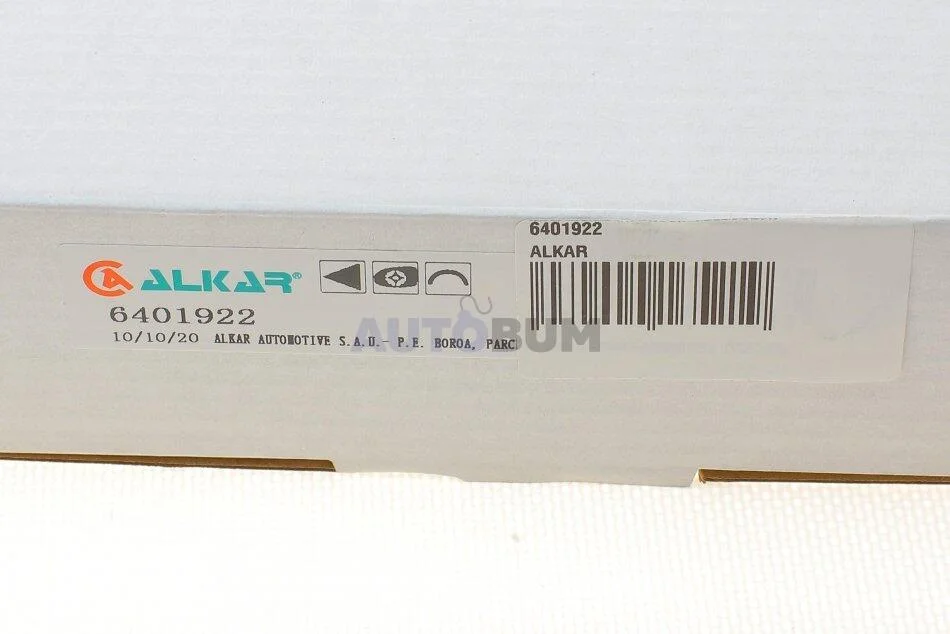 ALKAR®
6401922
10/10/20 ALKAR AUTOMOTIVE S.A.U.- P.E. BOROA, PARC
6401922
ALKAR
AUTOBUM